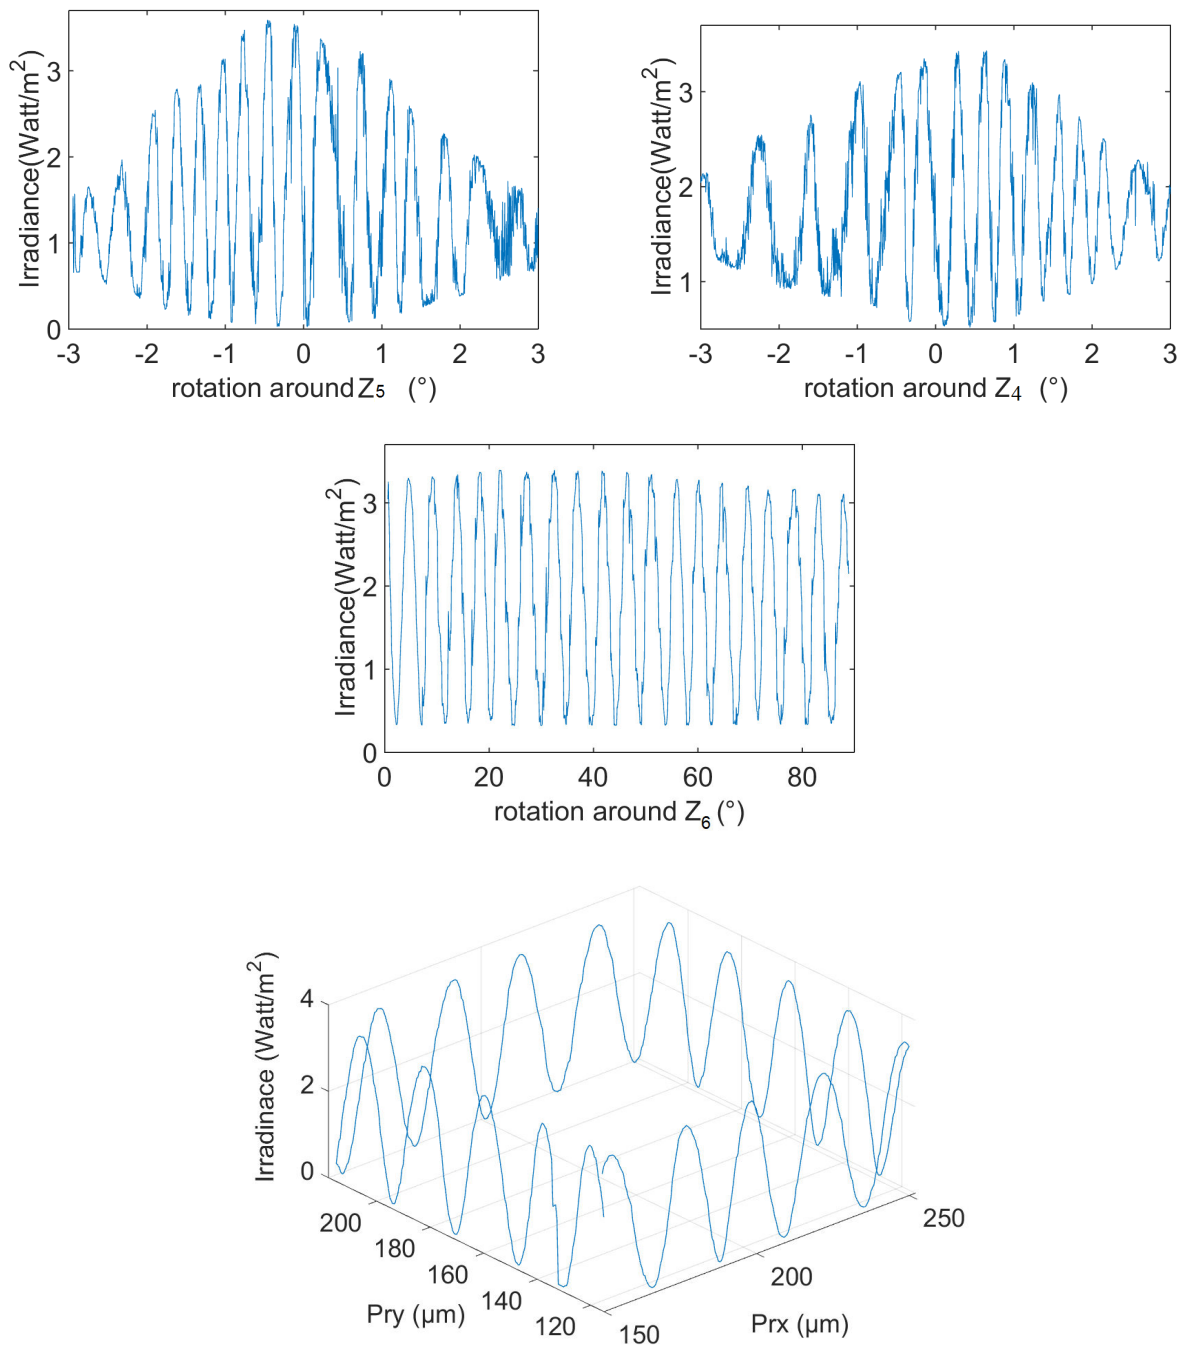 Irradiance(Watt/m²)
3
2
1
0
-3 -2 -1 0 1 2 3
rotation around Z5 (°)
Irradiance(Watt/m²)
3
2
1
-3 -2 -1 0 1 2 3
rotation around Z4 (°)
Irradiance(Watt/m²)
3
2
1
0
0 20 40 60 80
rotation around Z6 (°)
Irradinace (Watt/m²)
4
2
0
200
180
160
140
120
Pry (µm)
150
200
250
Prx (µm)